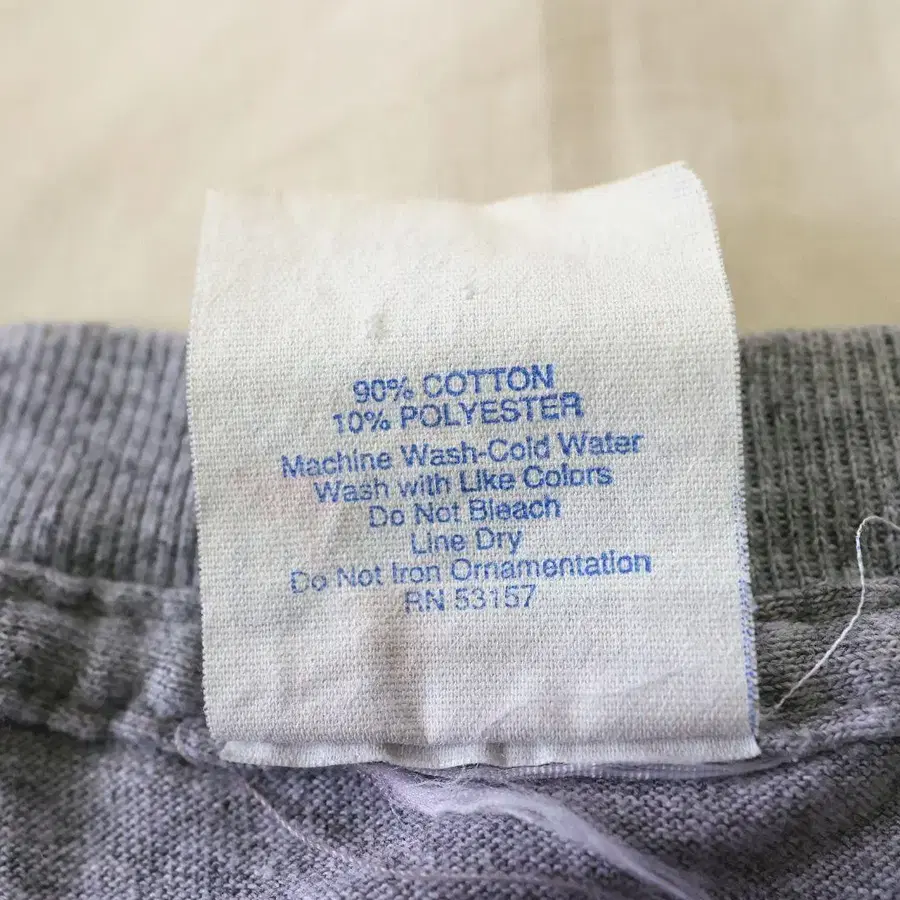 90% COTTON
10% POLYESTER
Machine Wash-Cold Water
Wash with Like Colors
Do Not Bleach
Line Dry
Do Not Iron Ornamentation
RN 53157